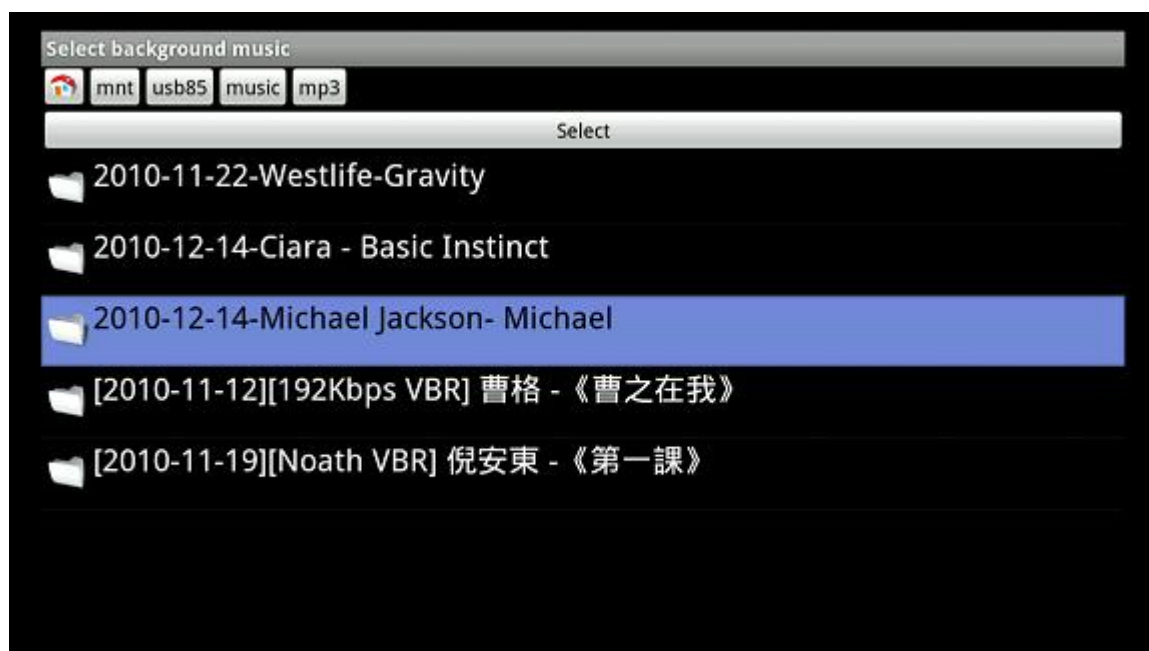 Select background music
mnt usb85 music mp3
Select
2010-11-22-Westlife-Gravity
2010-12-14-Ciara - Basic Instinct
2010-12-14-Michael Jackson- Michael
[2010-11-12][192Kbps VBR] 曹格 -《曹之在我》
[2010-11-19][Noath VBR] 倪安東 -《第一課》